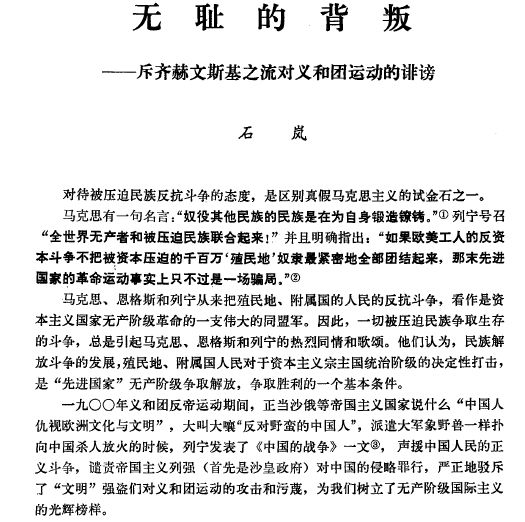 无耻的背叛
——斥齐赫文斯基之流对义和团运动的诽谤
石 岚
对待被压迫民族反抗斗争的态度，是区别真假马克思主义的试金石之一。
马克思有一句名言：“奴役其他民族的民族是在为自身锻造镣铐。”①列宁号召
“全世界无产者和被压迫民族联合起来！”并且明确指出：“如果欧美工人的反资
本斗争不把被资本压迫的千百万‘殖民地’奴隶最紧密地全部团结起来，那末先进
国家的革命运动事实上只不过是一场骗局。”②
马克思、恩格斯和列宁从来把殖民地、附属国的人民的反抗斗争，看作是资
本主义国家无产阶级革命的一支伟大的同盟军。因此，一切被压迫民族争取生存
的斗争，总是引起马克思、恩格斯和列宁的热烈同情和歌颂。他们认为，民族解
放斗争的发展，殖民地、附属国人民对于资本主义宗主国统治阶级的决定性打击，
是“先进国家”无产阶级争取解放，争取胜利的一个基本条件。
一九〇〇年义和团反帝运动期间，正当沙俄等帝国主义国家说什么“中国人
仇视欧洲文化与文明”，大叫大嚷“反对野蛮的中国人”，派遣大军象野兽一样扑
向中国杀人放火的时候，列宁发表了《中国的战争》一文③，声援中国人民的正
义斗争，谴责帝国主义列强（首先是沙皇政府）对中国的侵略罪行，严正地驳斥
了“文明”强盗们对义和团运动的攻击和污蔑，为我们树立了无产阶级国际主义
的光辉榜样。